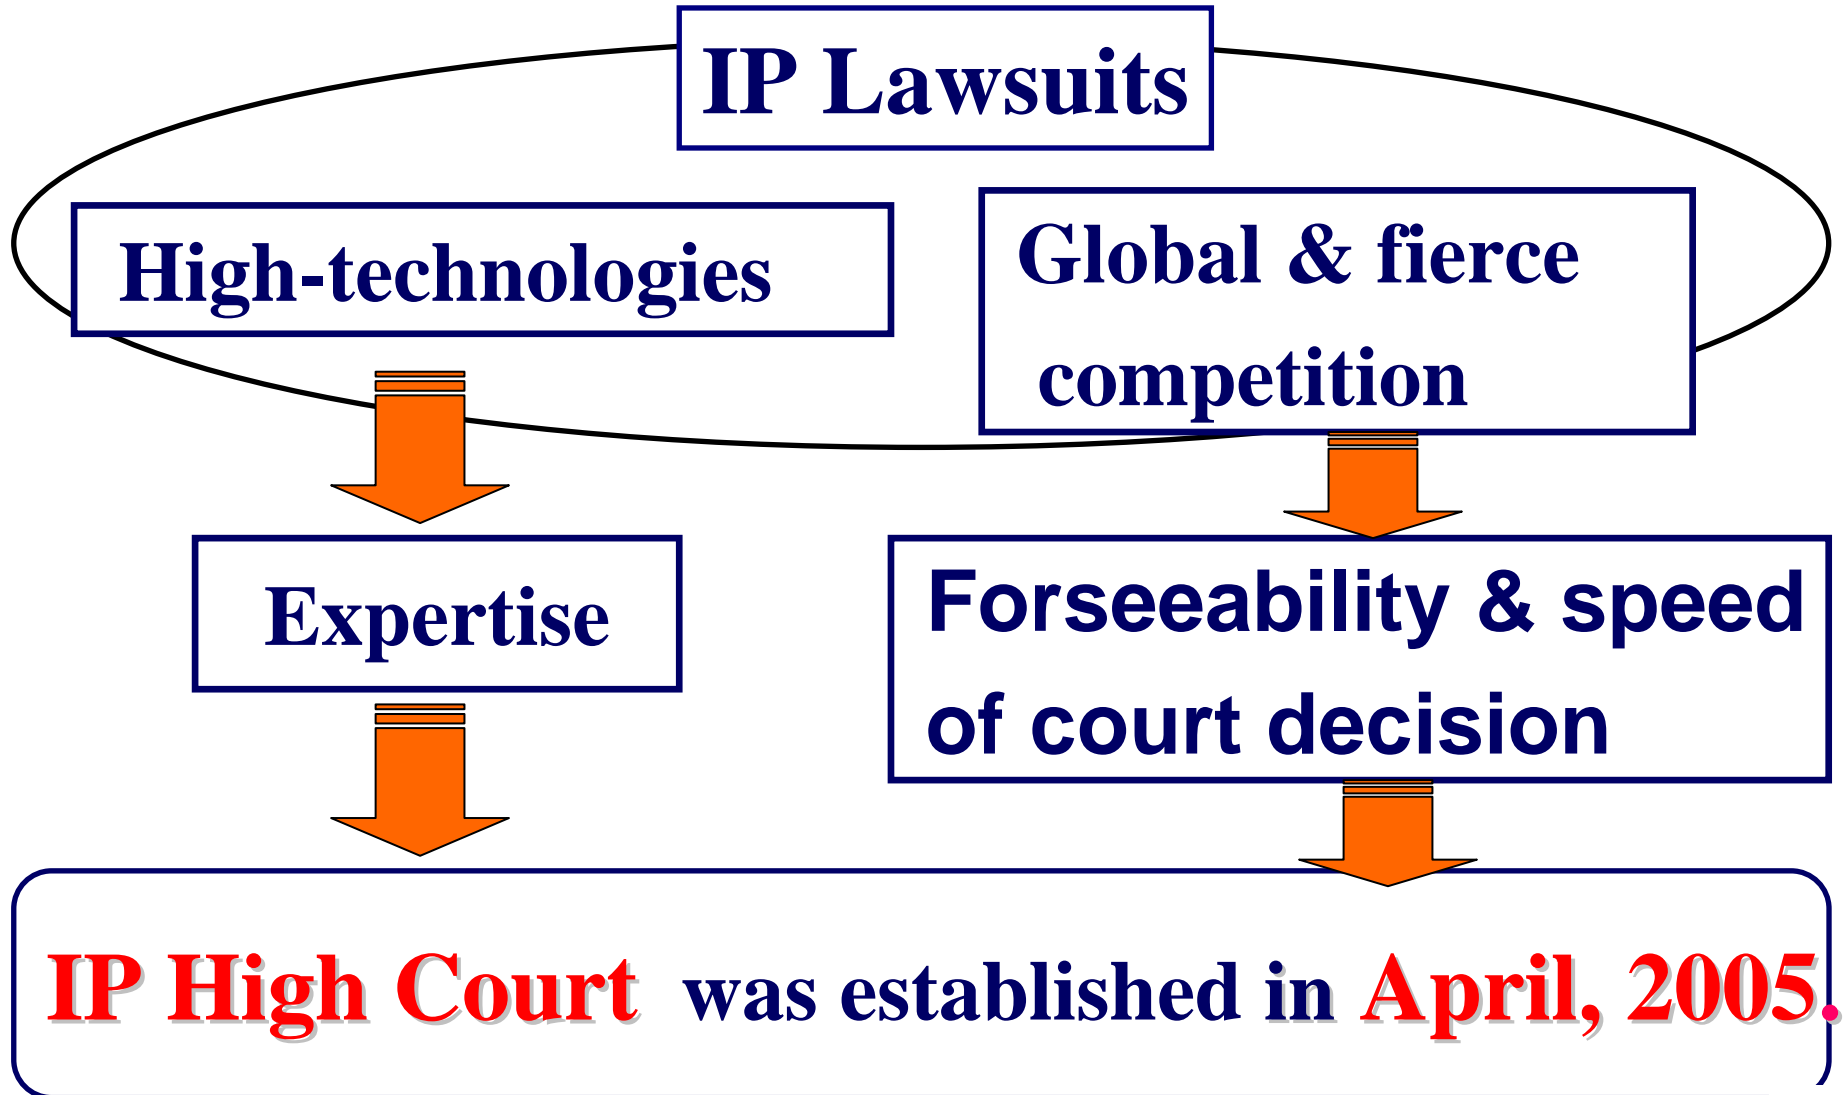 IP Lawsuits
High-technologies
Global & fierce
competition
Expertise
Forseeability & speed
of court decision
IP High Court was established in April, 2005.